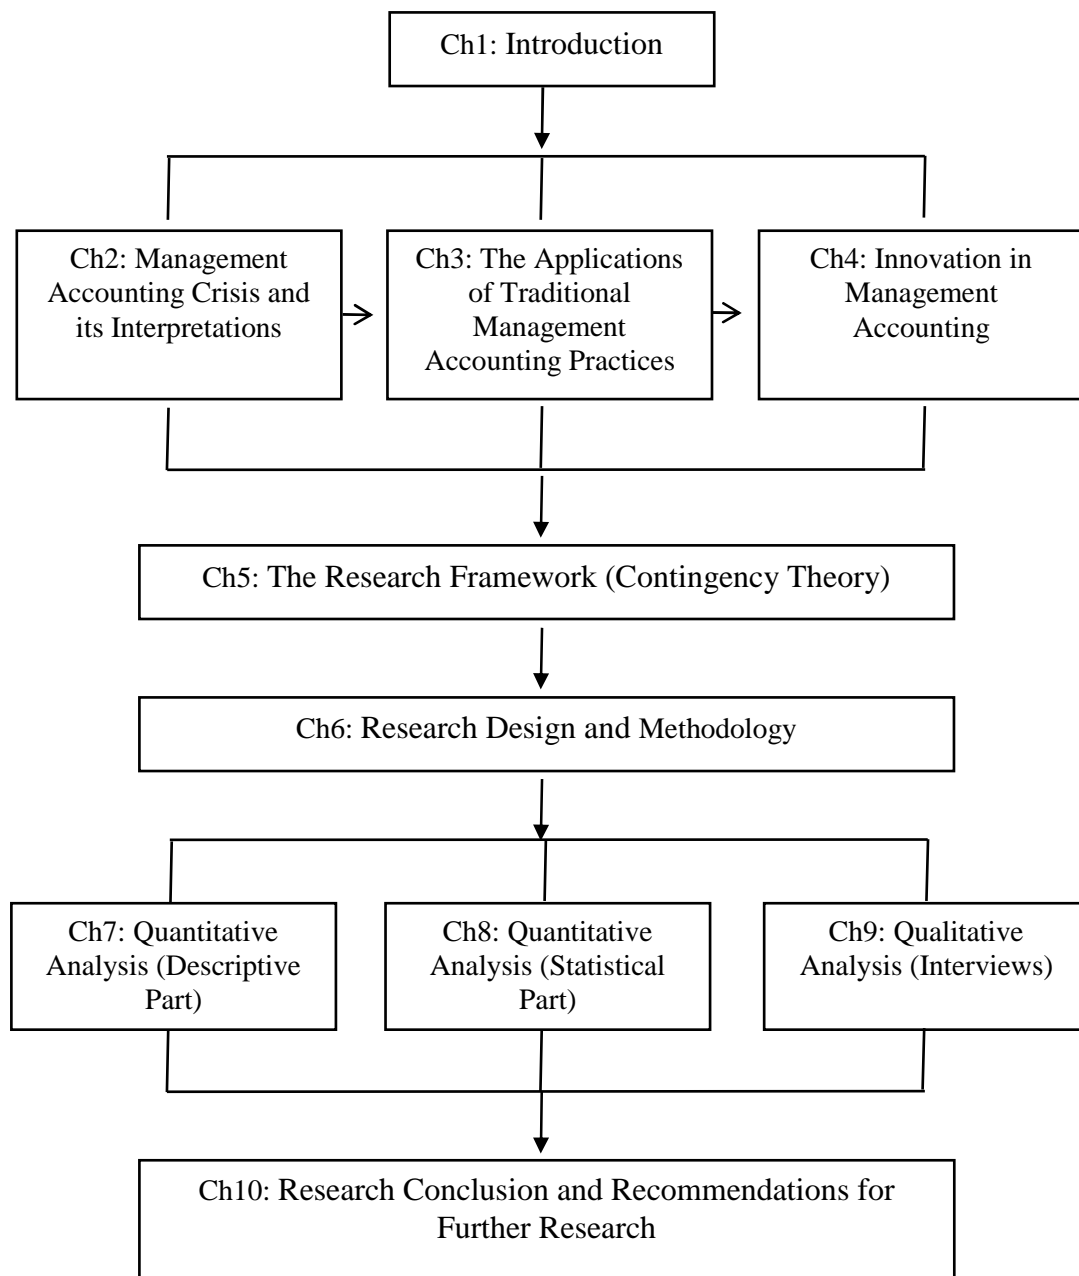 Ch1: Introduction
Ch2: Management
Accounting Crisis and
its Interpretations
Ch3: The Applications
of Traditional
Management
Accounting Practices
Ch4: Innovation in
Management
Accounting
Ch5: The Research Framework (Contingency Theory)
Ch6: Research Design and Methodology
Ch7: Quantitative
Analysis (Descriptive
Part)
Ch8: Quantitative
Analysis (Statistical
Part)
Ch9: Qualitative
Analysis (Interviews)
Ch10: Research Conclusion and Recommendations for
Further Research